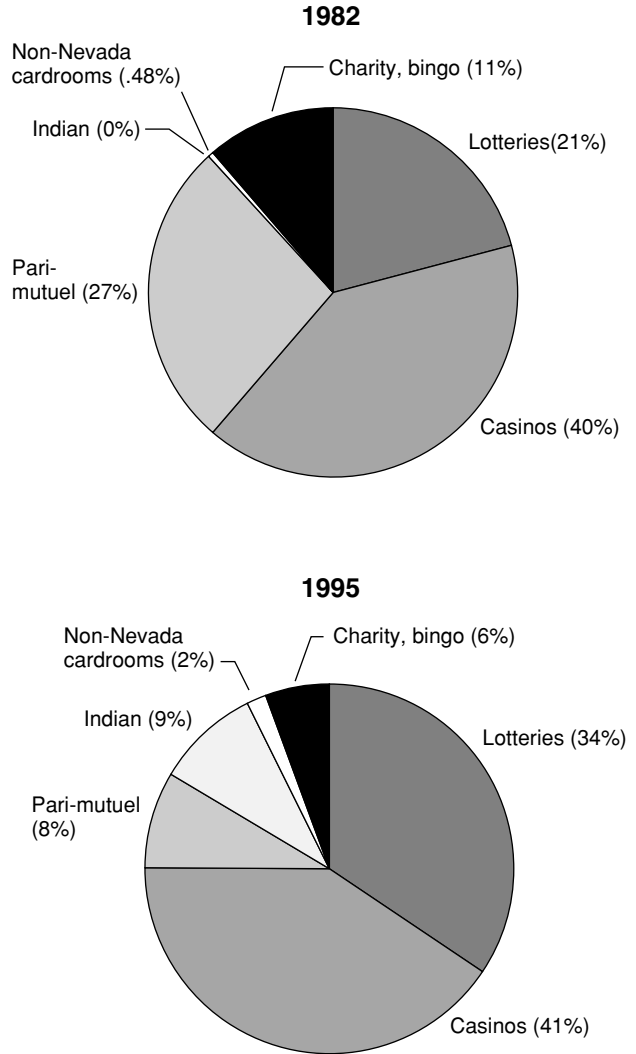 1982
Non-Nevada
cardrooms (.48%)
Charity, bingo (11%)
Indian (0%)
Lotteries(21%)
Pari-
mutuel (27%)
Casinos (40%)
1995
Non-Nevada
cardrooms (2%)
Charity, bingo (6%)
Indian (9%)
Lotteries (34%)
Pari-mutuel
(8%)
Casinos (41%)